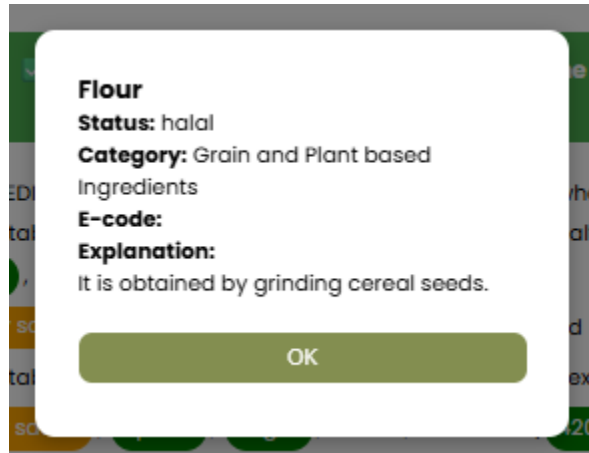 Flour
Status: halal
Category: Grain and Plant based
Ingredients
E-code:
Explanation:
It is obtained by grinding cereal seeds.
OK